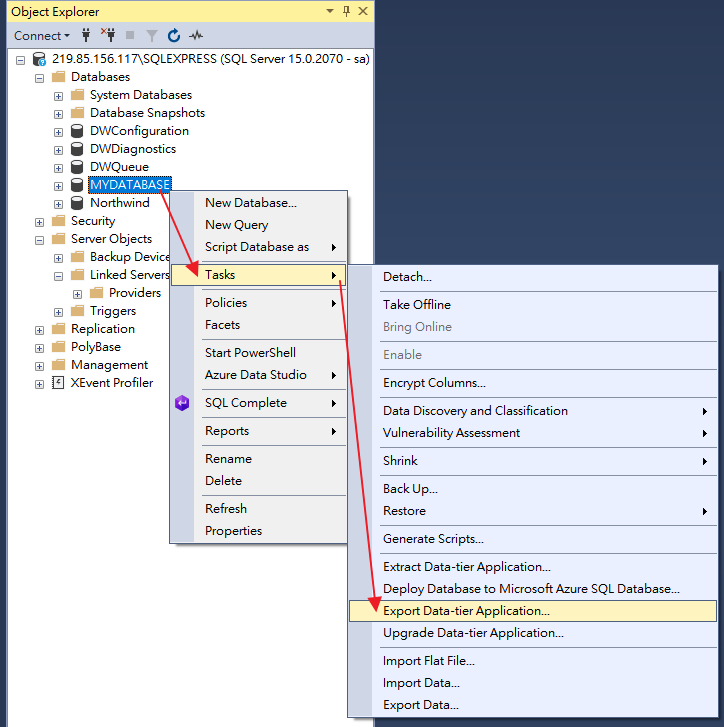 Object Explorer
Connect
219.85.156.117\SQLEXPRESS (SQL Server 15.0.2070 - sa)
Databases
System Databases
Database Snapshots
DWConfiguration
DWDiagnostics
DWQueue
MYDATABASE
Northwind
Security
Server Objects
Backup Device
Linked Servers
Providers
Triggers
Replication
PolyBase
Management
XEvent Profiler
New Database...
New Query
Script Database as
Tasks
Policies
Facets
Start PowerShell
Azure Data Studio
SQL Complete
Reports
Rename
Delete
Refresh
Properties
Detach...
Take Offline
Bring Online
Enable
Encrypt Columns...
Data Discovery and Classification
Vulnerability Assessment
Shrink
Back Up...
Restore
Generate Scripts...
Extract Data-tier Application...
Deploy Database to Microsoft Azure SQL Database...
Export Data-tier Application...
Upgrade Data-tier Application...
Import Flat File...
Import Data...
Export Data...